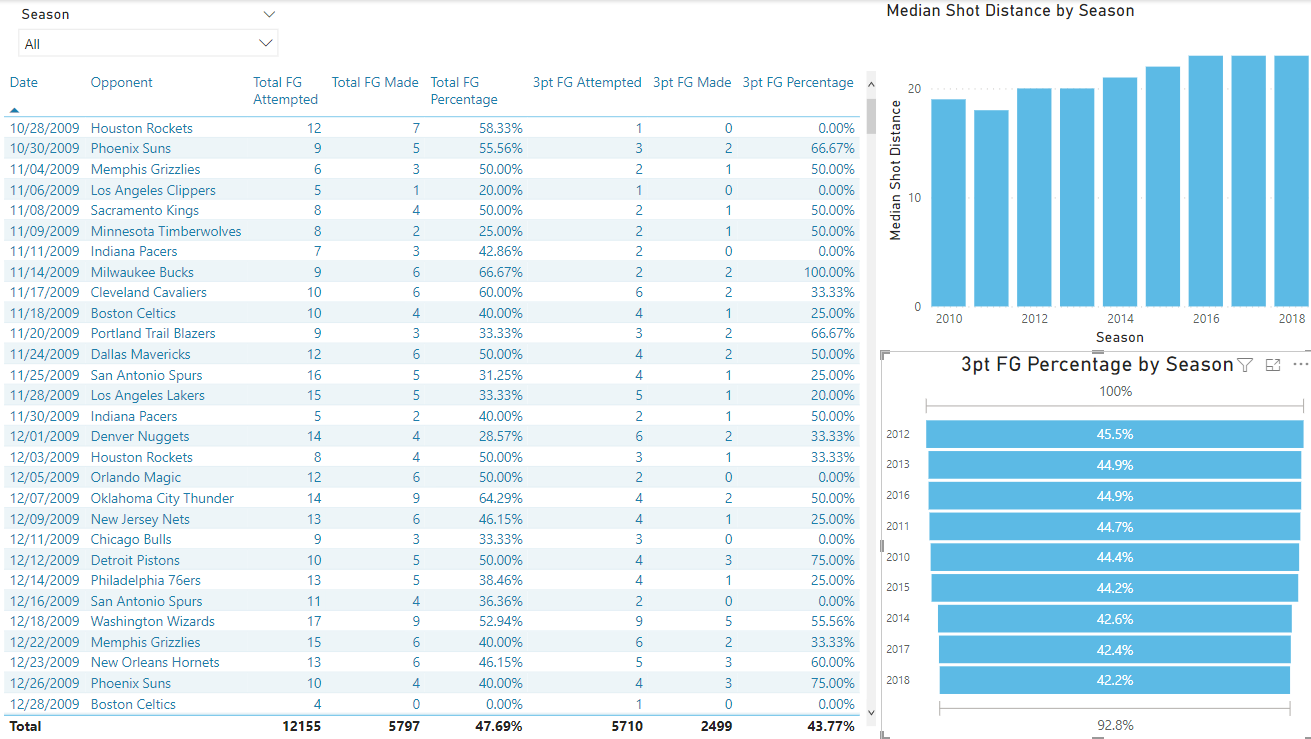 Season
All
Date Opponent Total FG Attempted Total FG Made Total FG Percentage 3pt FG Attempted 3pt FG Made 3pt FG Percentage
10/28/2009 Houston Rockets 12 7 58.33% 1 0 0.00%
10/30/2009 Phoenix Suns 9 5 55.56% 3 2 66.67%
11/04/2009 Memphis Grizzlies 6 3 50.00% 2 1 50.00%
11/06/2009 Los Angeles Clippers 5 1 20.00% 1 0 0.00%
11/08/2009 Sacramento Kings 8 4 50.00% 2 1 50.00%
11/09/2009 Minnesota Timberwolves 8 2 25.00% 2 1 50.00%
11/11/2009 Indiana Pacers 7 3 42.86% 2 0 0.00%
11/14/2009 Milwaukee Bucks 9 6 66.67% 2 2 100.00%
11/17/2009 Cleveland Cavaliers 10 6 60.00% 6 2 33.33%
11/18/2009 Boston Celtics 10 4 40.00% 4 1 25.00%
11/20/2009 Portland Trail Blazers 9 3 33.33% 3 2 66.67%
11/24/2009 Dallas Mavericks 12 6 50.00% 4 2 50.00%
11/25/2009 San Antonio Spurs 16 5 31.25% 4 1 25.00%
11/28/2009 Los Angeles Lakers 15 5 33.33% 5 1 20.00%
11/30/2009 Indiana Pacers 5 2 40.00% 2 1 50.00%
12/01/2009 Denver Nuggets 14 4 28.57% 6 2 33.33%
12/03/2009 Houston Rockets 8 4 50.00% 3 1 33.33%
12/05/2009 Orlando Magic 12 6 50.00% 2 0 0.00%
12/07/2009 Oklahoma City Thunder 14 9 64.29% 4 2 50.00%
12/09/2009 New Jersey Nets 13 6 46.15% 4 1 25.00%
12/11/2009 Chicago Bulls 9 3 33.33% 3 0 0.00%
12/12/2009 Detroit Pistons 10 5 50.00% 4 3 75.00%
12/14/2009 Philadelphia 76ers 13 5 38.46% 4 1 25.00%
12/16/2009 San Antonio Spurs 11 4 36.36% 2 0 0.00%
12/18/2009 Washington Wizards 17 9 52.94% 9 5 55.56%
12/22/2009 Memphis Grizzlies 15 6 40.00% 6 2 33.33%
12/23/2009 New Orleans Hornets 13 6 46.15% 5 3 60.00%
12/26/2009 Phoenix Suns 10 4 40.00% 4 3 75.00%
12/28/2009 Boston Celtics 4 0 0.00% 1 0 0.00%
Total 12155 5797 47.69% 5710 2499 43.77%
Median Shot Distance by Season
Median Shot Distance
20
10
0
2010 2012 2014 2016 2018
Season
3pt FG Percentage by Season
100%
2012 45.5%
2013 44.9%
2016 44.9%
2011 44.7%
2010 44.4%
2015 44.2%
2014 42.6%
2017 42.4%
2018 42.2%
92.8%